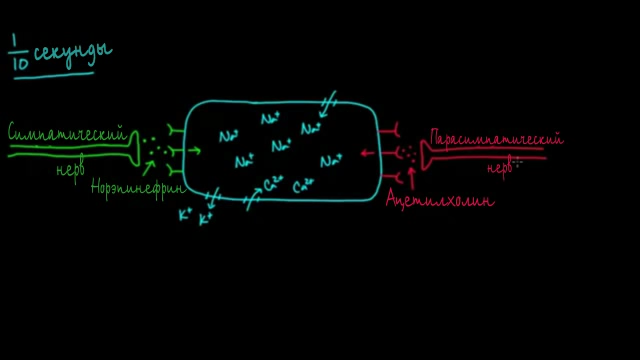 1/10 секунды
Симпатический
нерв
Норэпинефрин
Na⁺
Na⁺
Na⁺
Na⁺
Na⁺
Na⁺
Ca²⁺
Ca²⁺
K⁺
K⁺
Парасимпатический
нерв
Ацетилхолин